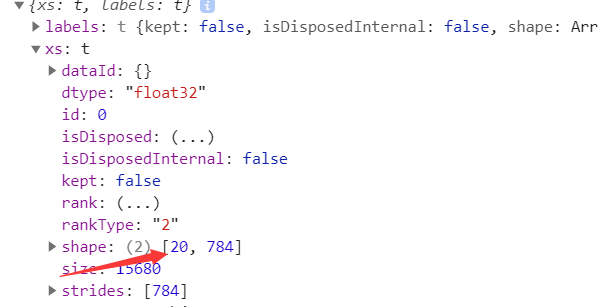 ▼{xs: t, labels: t} i
▶ labels: t {kept: false, isDisposedInternal: false, shape: Arr
▼ xs: t
▶ dataId: {}
dtype: "float32"
id: 0
isDisposed: (...)
isDisposedInternal: false
kept: false
rank: (...)
rankType: "2"
▶ shape: (2) [20, 784]
size: 15680
▶ strides: [784]